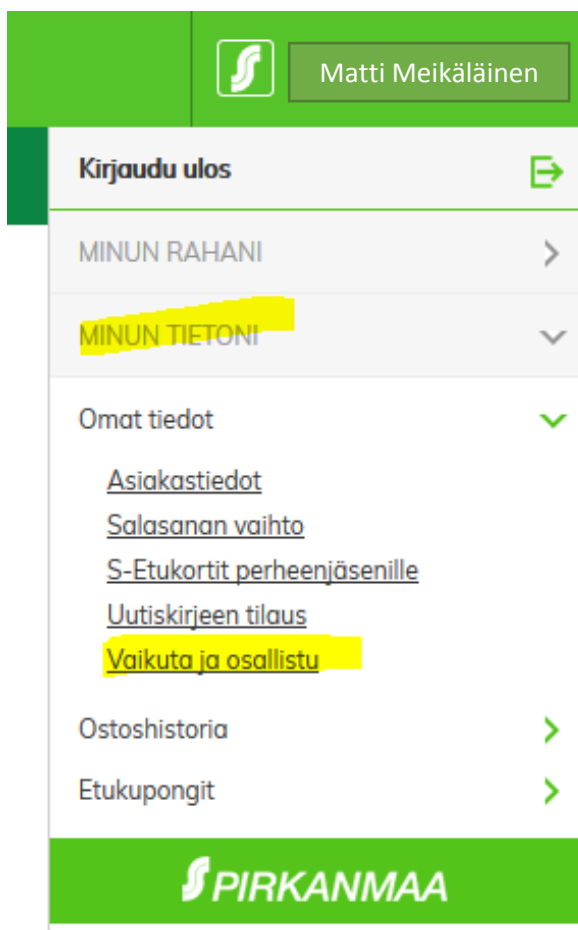 Matti Meikäläinen
Kirjaudu ulos
MINUN RAHANI
MINUN TIETONI
Omat tiedot
Asiakastiedot
Salasanan vaihto
S-Etukortit perheenjäsenille
Uutiskirjeen tilaus
Vaikuta ja osallistu
Ostoshistoria
Etukupongit
PIRKANMAA